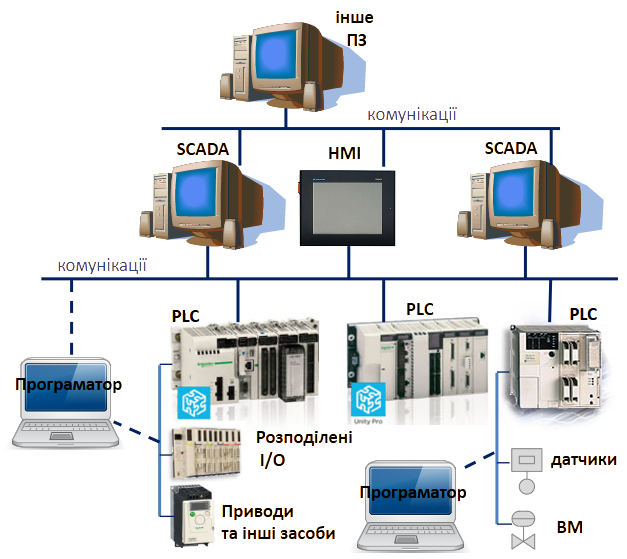 інше
ПЗ
комунікації
SCADA
HMI
SCADA
комунікації
PLC
PLC
PLC
Програматор
Unity Pro
Розподілені
I/O
датчики
Програматор
Приводи
та інші засоби
ВМ